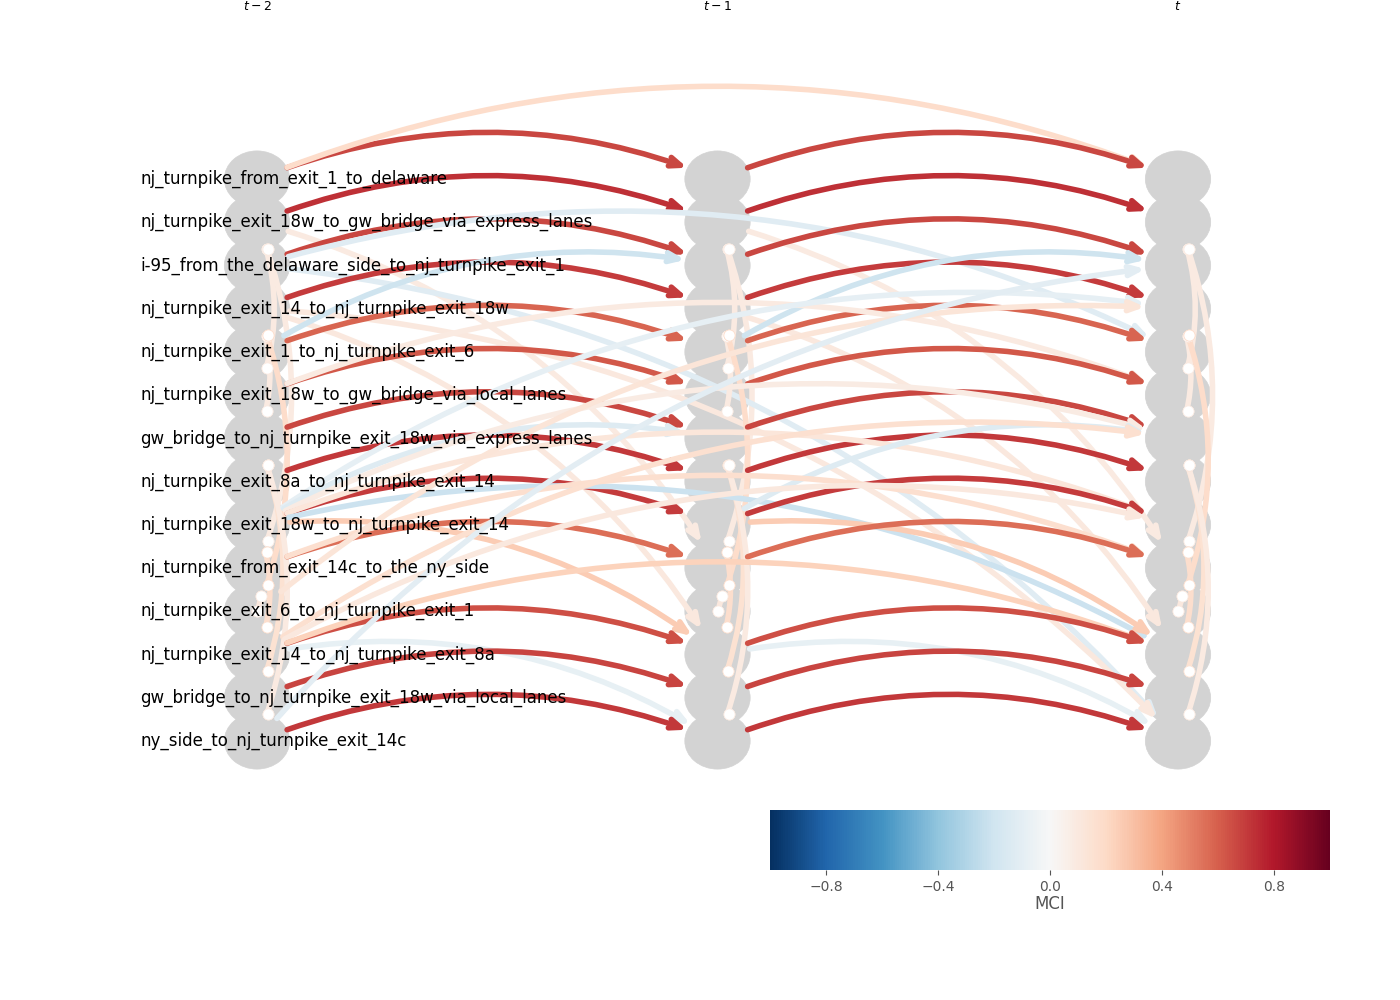 t − 2 t − 1 t
nj_turnpike_from_exit_1_to_delaware
nj_turnpike_exit_18w_to_gw_bridge_via_express_lanes
i-95_from_the_delaware_side_to_nj_turnpike_exit_1
nj_turnpike_exit_14_to_nj_turnpike_exit_18w
nj_turnpike_exit_1_to_nj_turnpike_exit_6
nj_turnpike_exit_18w_to_gw_bridge_via_local_lanes
gw_bridge_to_nj_turnpike_exit_18w_via_express_lanes
nj_turnpike_exit_8a_to_nj_turnpike_exit_14
nj_turnpike_exit_18w_to_nj_turnpike_exit_14
nj_turnpike_from_exit_14c_to_the_ny_side
nj_turnpike_exit_6_to_nj_turnpike_exit_1
nj_turnpike_exit_14_to_nj_turnpike_exit_8a
gw_bridge_to_nj_turnpike_exit_18w_via_local_lanes
ny_side_to_nj_turnpike_exit_14c
−0.8 −0.4 0.0 0.4 0.8
MCI